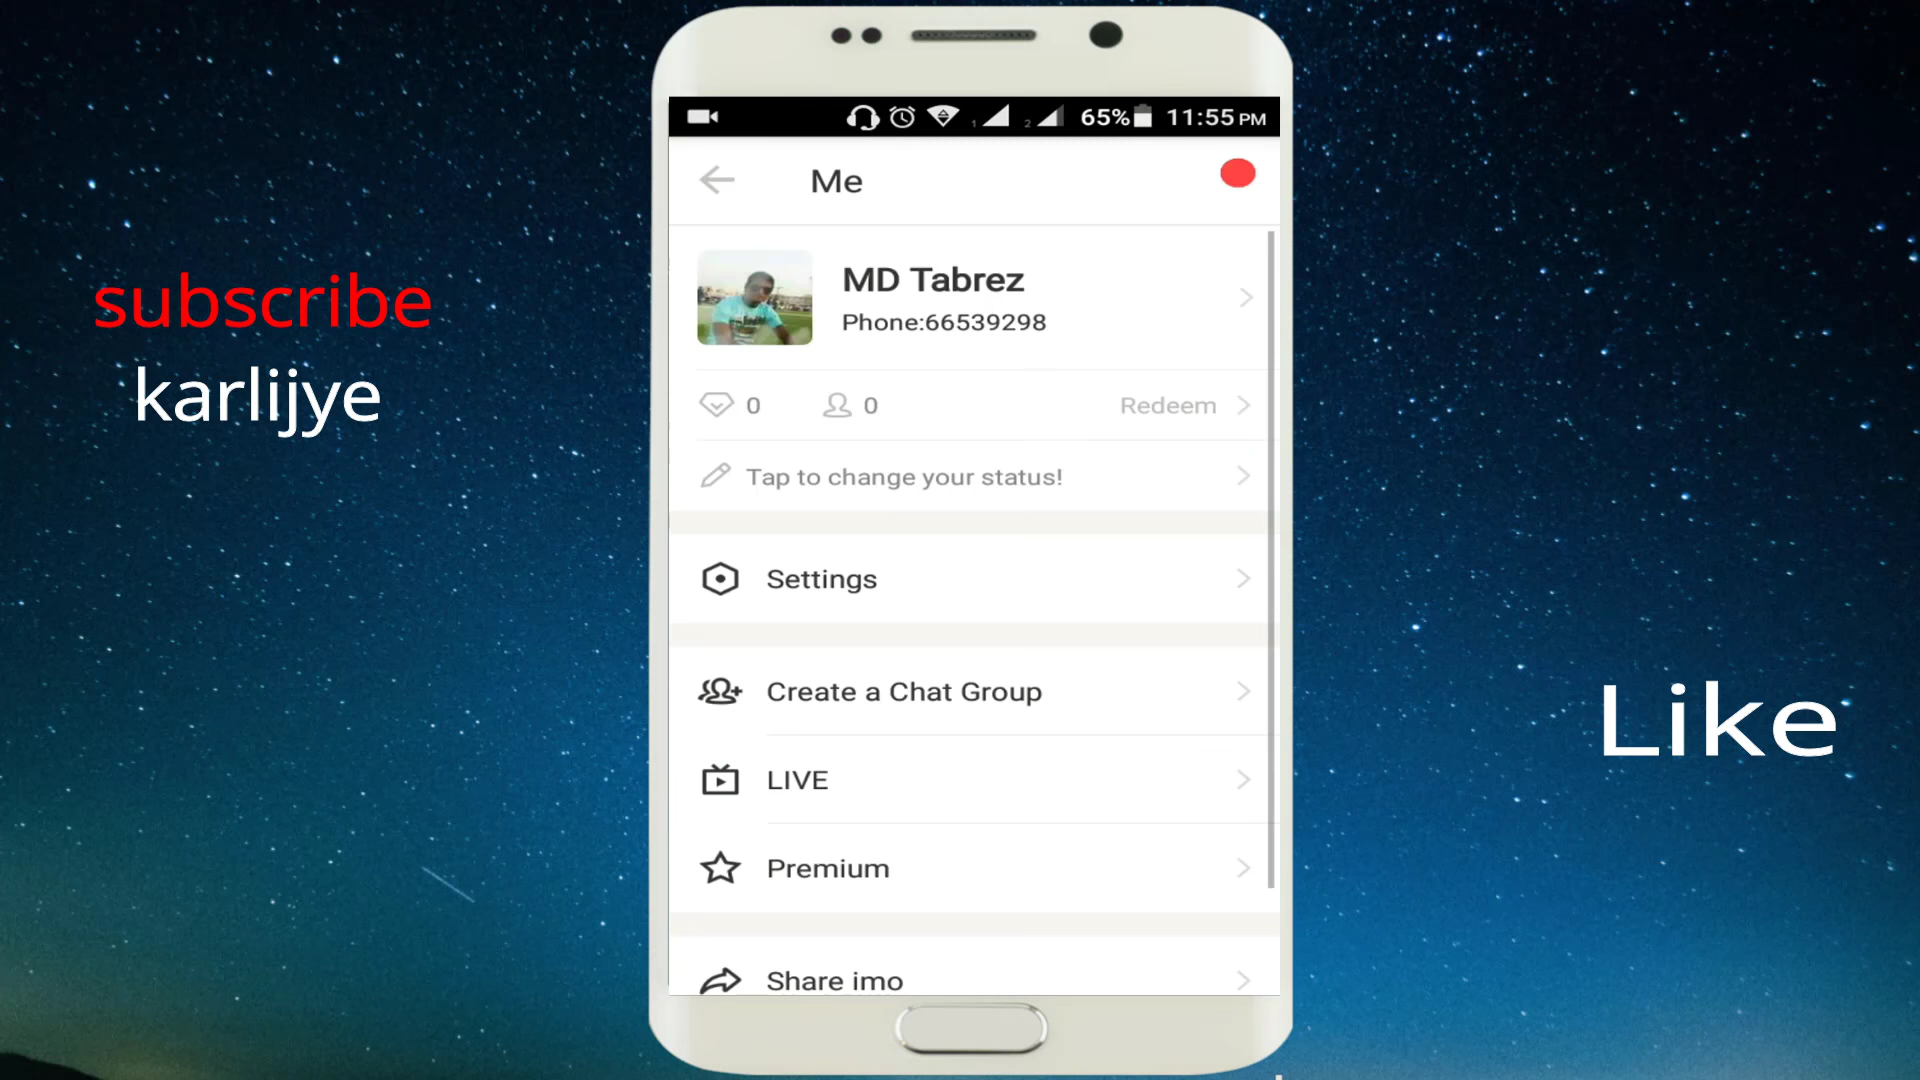 65% 11:55 PM
Me
MD Tabrez
Phone:66539298
0 0 Redeem
Tap to change your status!
Settings
Create a Chat Group
LIVE
Premium
Share imo
subscribe
karlijye
Like